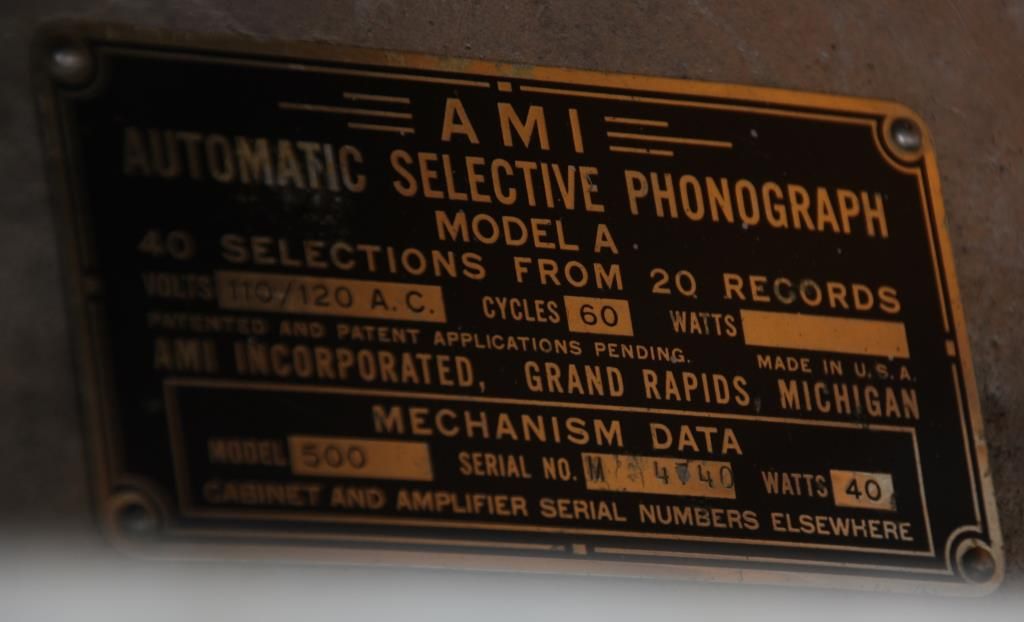 AMI
AUTOMATIC SELECTIVE PHONOGRAPH
MODEL A
40 SELECTIONS FROM 20 RECORDS
VOLTS 110/120 A.C. CYCLES 60 WATTS
PATENTED AND PATENT APPLICATIONS PENDING. MADE IN U.S.A.
AMI INCORPORATED, GRAND RAPIDS, MICHIGAN
MECHANISM DATA
MODEL 500 SERIAL NO. WATTS 40
CABINET AND AMPLIFIER SERIAL NUMBERS ELSEWHERE